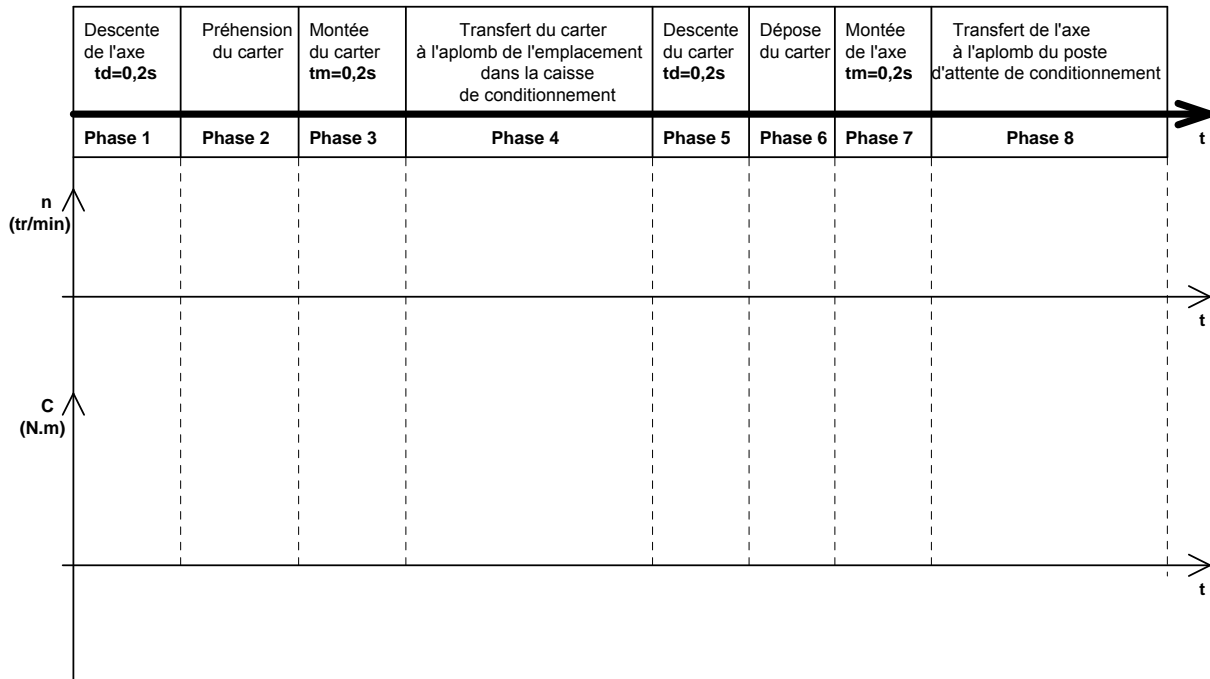 Descente
de l'axe
td=0,2s
Préhension
du carter
Montée
du carter
tm=0,2s
Transfert du carter
à l'aplomb de l'emplacement
dans la caisse
de conditionnement
Descente
du carter
td=0,2s
Dépose
du carter
Montée
de l'axe
tm=0,2s
Transfert de l'axe
à l'aplomb du poste
d'attente de conditionnement
Phase 1
Phase 2
Phase 3
Phase 4
Phase 5
Phase 6
Phase 7
Phase 8
t
n
(tr/min)
t
C
(N.m)
t